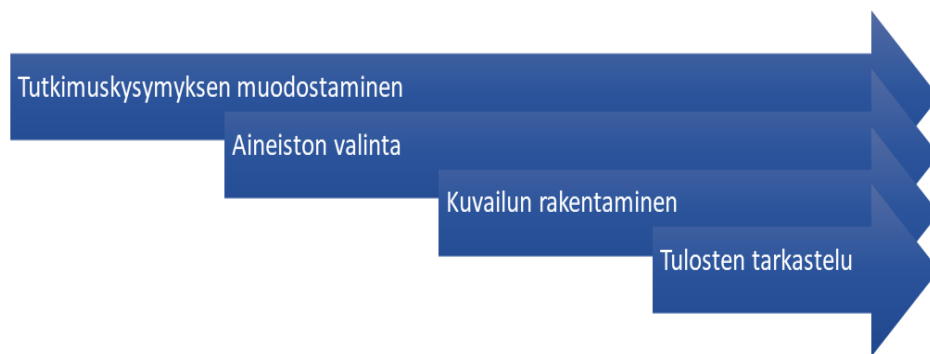 Tutkimuskysymyksen muodostaminen
Aineiston valinta
Kuvailun rakentaminen
Tulosten tarkastelu